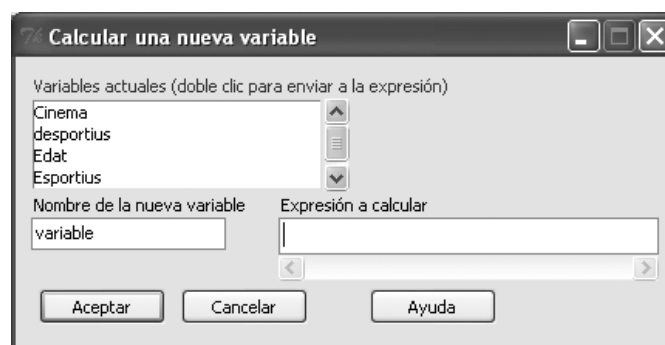 Calcular una nueva variable
Variables actuales (doble clic para enviar a la expresión)
Cinema
desportius
Edat
Esportius
Nombre de la nueva variable
Expresión a calcular
variable
Aceptar
Cancelar
Ayuda